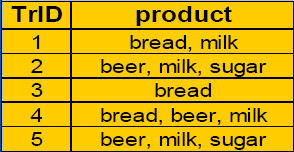 TrID product
1 bread, milk
2 beer, milk, sugar
3 bread
4 bread, beer, milk
5 beer, milk, sugar